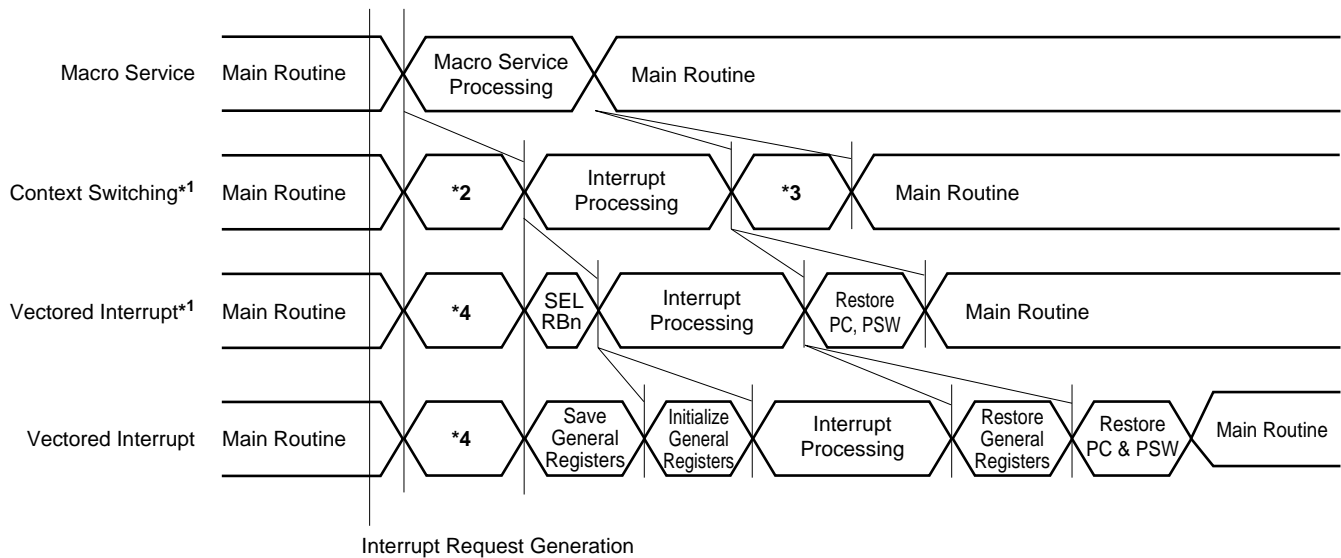 Macro Service
Main Routine
Macro Service
Processing
Main Routine
Context Switching*1
Main Routine
*2
Interrupt
Processing
*3
Main Routine
Vectored Interrupt*1
Main Routine
*4
SEL
RBn
Interrupt
Processing
Restore
PC, PSW
Main Routine
Vectored Interrupt
Main Routine
*4
Save
General
Registers
Initialize
General
Registers
Interrupt
Processing
Restore
General
Registers
Restore
PC & PSW
Main Routine
Interrupt Request Generation